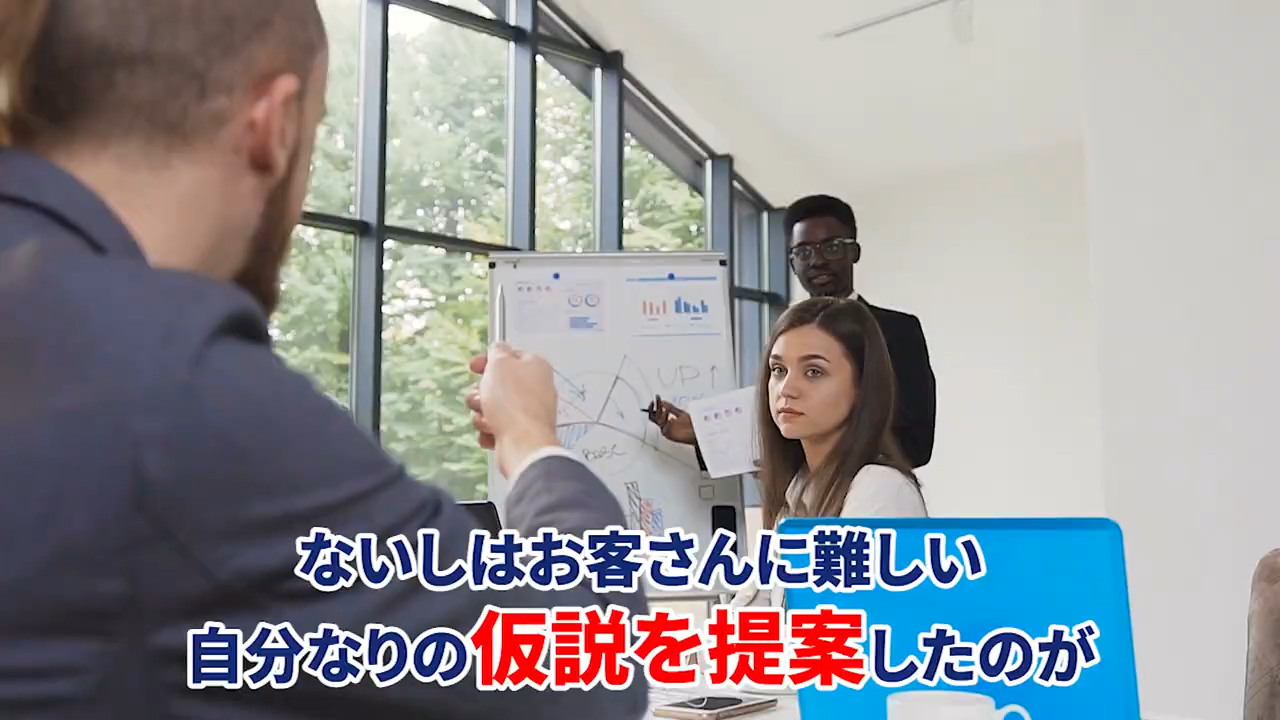 UP↑
ないしはお客さんに難しい
自分なりの仮説を提案したのが